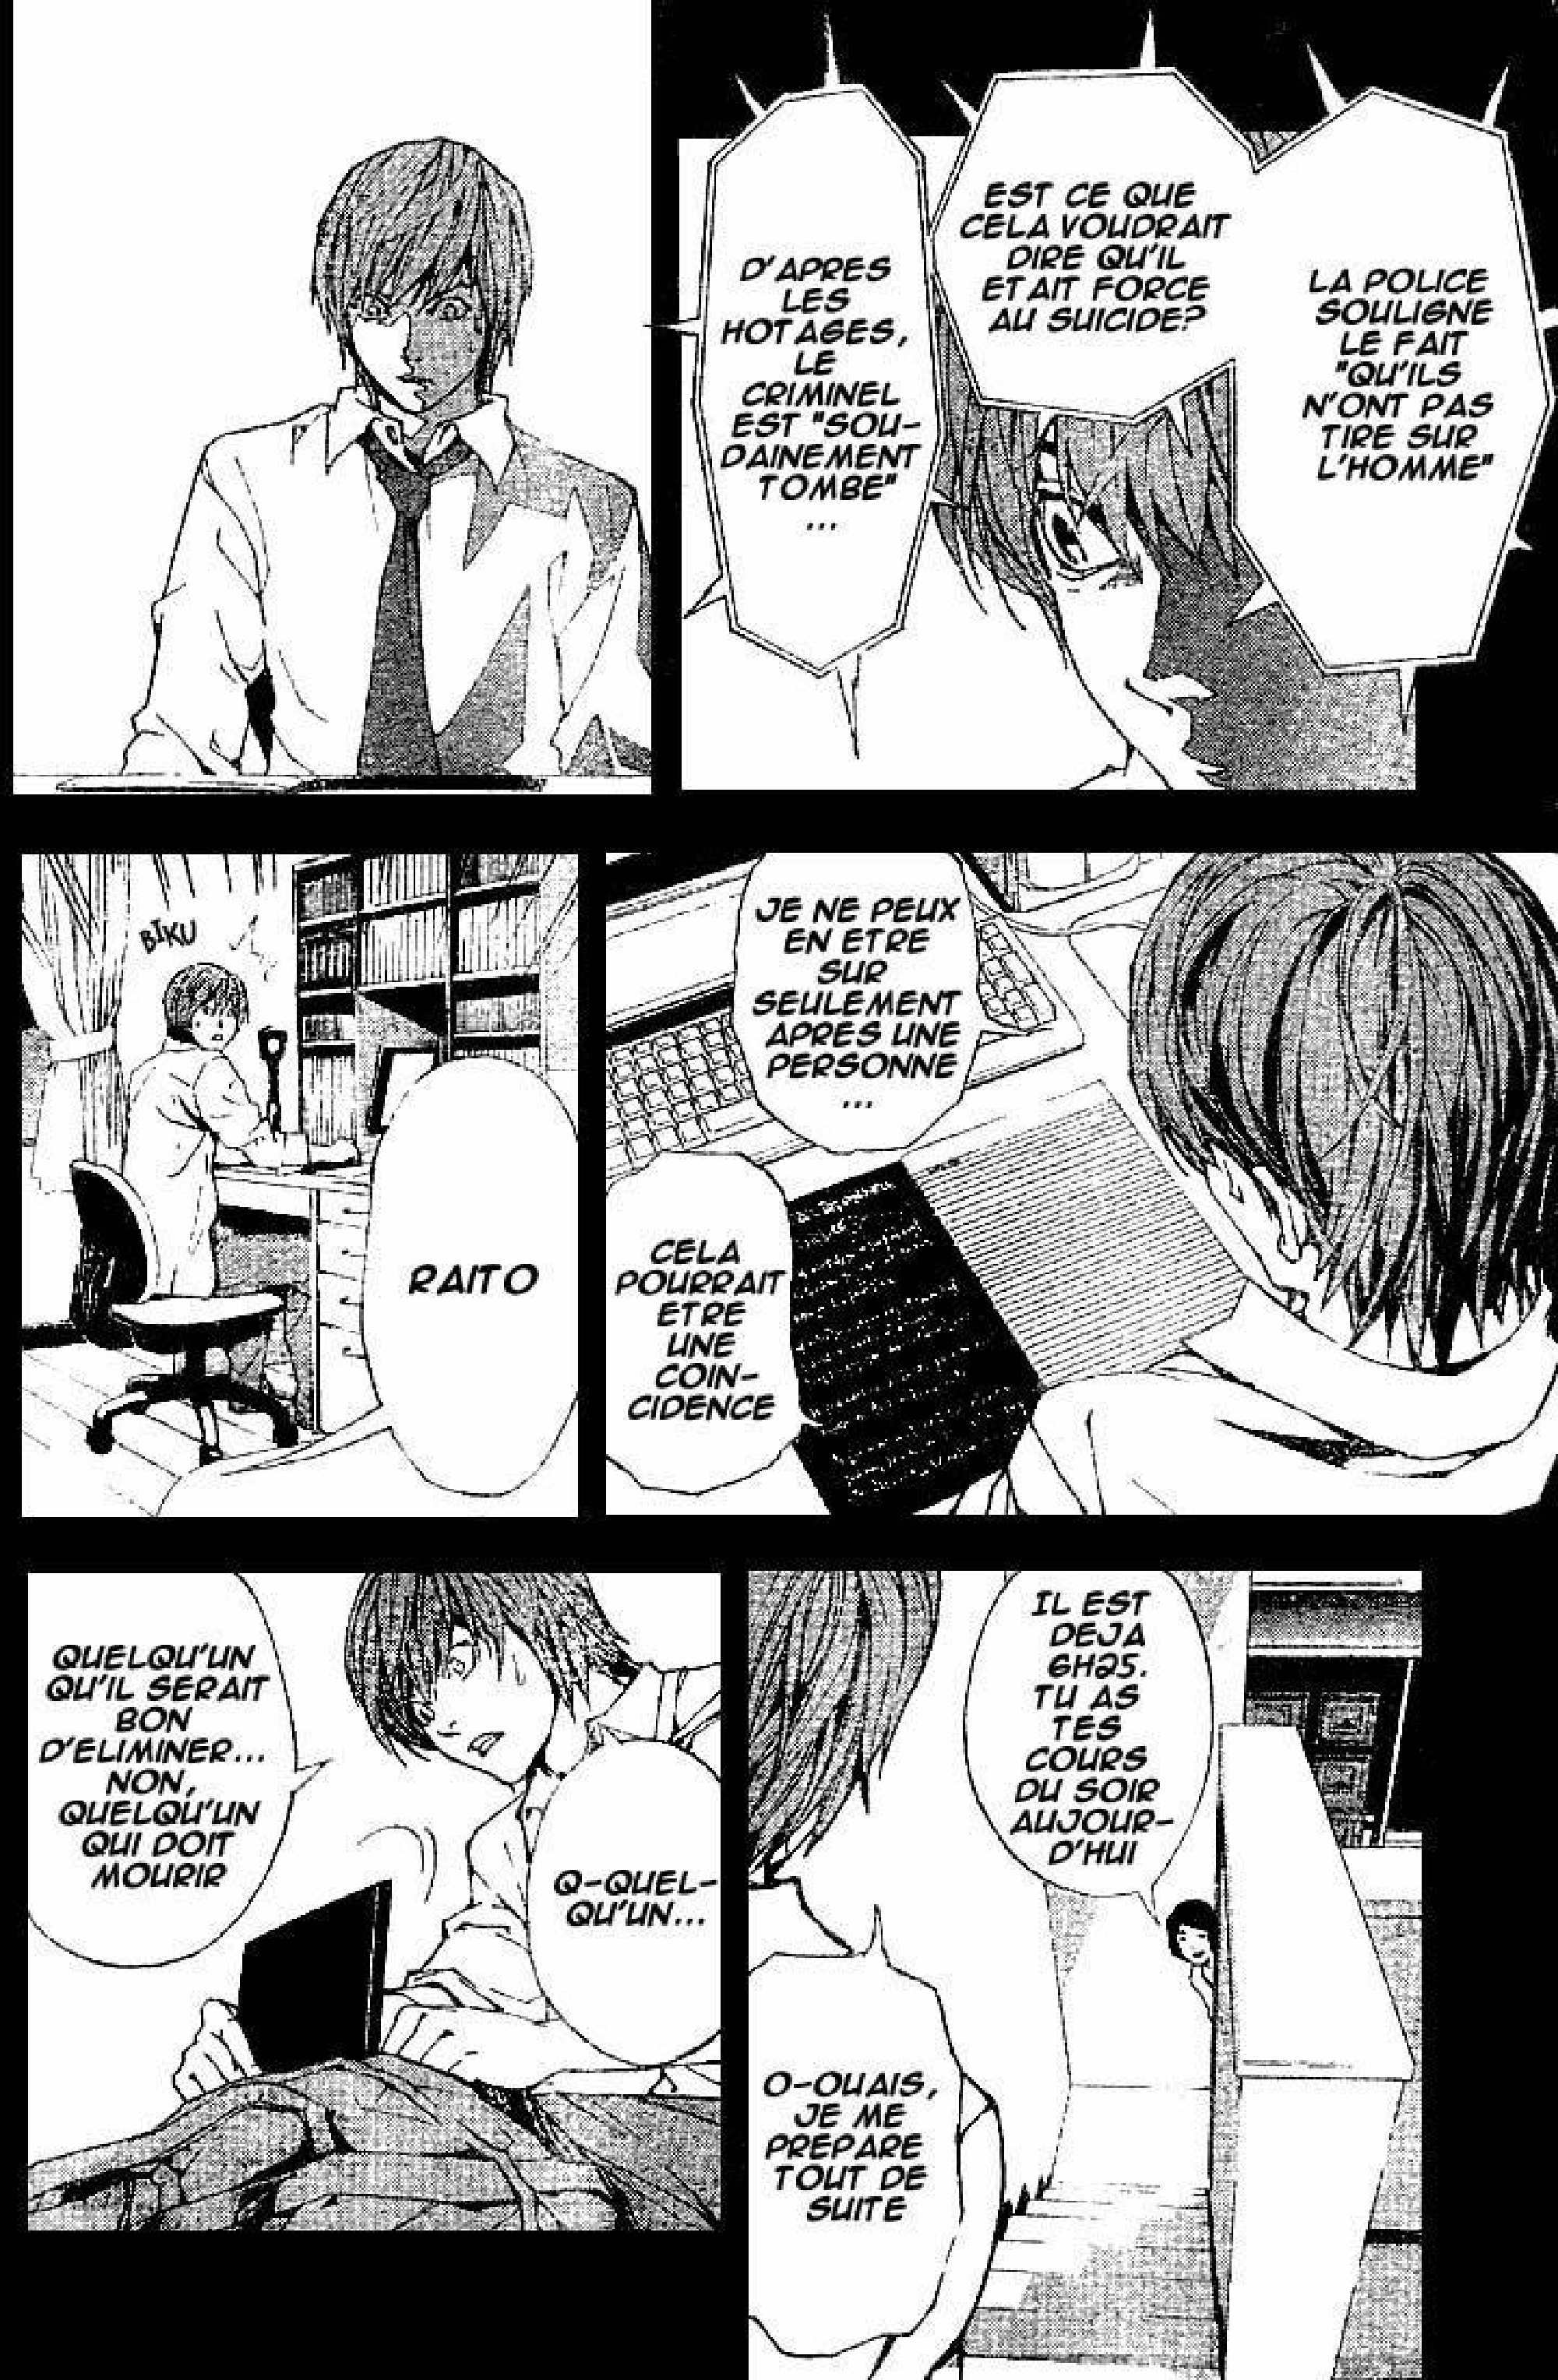 LA POLICE
SOULIGNE
LE FAIT
"QU'ILS
N'ONT PAS
TIRE SUR
L'HOMME"
EST CE QUE
CELA VOUDRAIT
DIRE QU'IL
ETAIT FORCE
AU SUICIDE?
D'APRES
LES
HOTAGES,
LE
CRIMINEL
EST "SOU-
DAINEMENT
TOMBE"
...
JE NE PEUX
EN ETRE
SUR
SEULEMENT
APRES UNE
PERSONNE
...
CELA
POURRAIT
ETRE
UNE
COIN-
CIDENCE
BIKU
RAITO
IL EST
DEJA
6H25.
TU AS
TES
COURS
DU SOIR
AUJOUR-
D'HUI
O-OUAIS,
JE ME
PREPARE
TOUT DE
SUITE
Q-QUEL-
QU'UN...
QUELQU'UN
QU'IL SERAIT
BON
D'ELIMINER...
NON,
QUELQU'UN
QUI DOIT
MOURIR